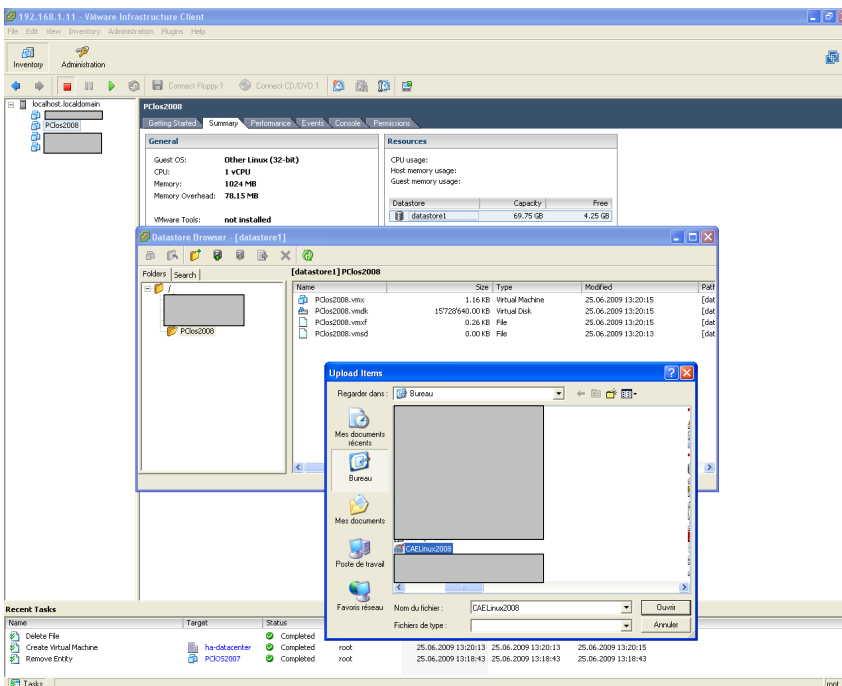 192.168.1.11 - VMware Infrastructure Client
File Edit View Inventory Administration Plugins Help
Inventory Administration
Connect Floppy 1 Connect CD/DVD 1
localhost.localdomain
PClos2008
PClos2008
Getting Started Summary Performance Events Console Permissions
General
Guest OS: Other Linux (32-bit)
CPU: 1 vCPU
Memory: 1024 MB
Memory Overhead: 78.15 MB
VMware Tools: not installed
Resources
CPU usage:
Host memory usage:
Guest memory usage:
Datastore Capacity Free
datastore1 69.75 GB 4.25 GB
Datastore Browser - [datastore1]
Folders Search
[datastore1] PClos2008
/
PClos2008
Name Size Type Modified Path
PClos2008.vmx 1.16 KB Virtual Machine 25.06.2009 13:20:15 [dat
PClos2008.vmdk 15'728'640.00 KB Virtual Disk 25.06.2009 13:20:15 [dat
PClos2008.vmxf 0.26 KB File 25.06.2009 13:20:15 [dat
PClos2008.vmsd 0.00 KB File 25.06.2009 13:20:13 [dat
Upload Items
Regarder dans : Bureau
Mes documents récents
Bureau
Mes documents
Poste de travail
Favoris réseau
CAELinux2008
Nom du fichier : CAELinux2008 Ouvrir
Fichiers de type : Annuler
Recent Tasks
Name Target Status
Delete File Completed
Create Virtual Machine ha-datacenter Completed root 25.06.2009 13:20:13 25.06.2009 13:20:13 25.06.2009 13:20:15
Remove Entity PClOS2007 Completed root 25.06.2009 13:18:43 25.06.2009 13:18:43 25.06.2009 13:18:43
Tasks root